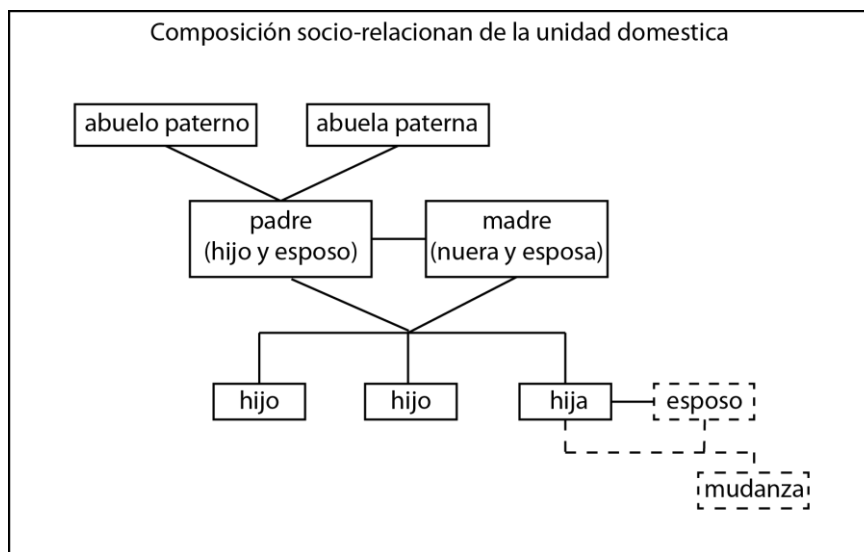 Composición socio-relacionan de la unidad domestica
abuelo paterno
abuela paterna
padre
(hijo y esposo)
madre
(nuera y esposa)
hijo
hijo
hija
esposo
mudanza